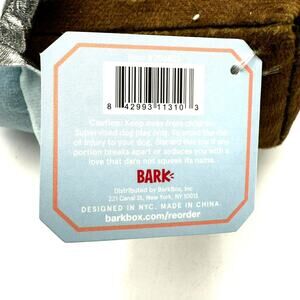 8 42993 11310 3
Caution: Keep away from children.
Supervised dog play only. To avoid the risk
of injury to your dog, discard this toy if any
portion breaks apart or seduces you with a
love that dare not squeak its name.
BARK
Distributed by BarkBox, Inc
221 Canal St, New York, NY 10013
DESIGNED IN NYC. MADE IN CHINA.
barkbox.com/reorder